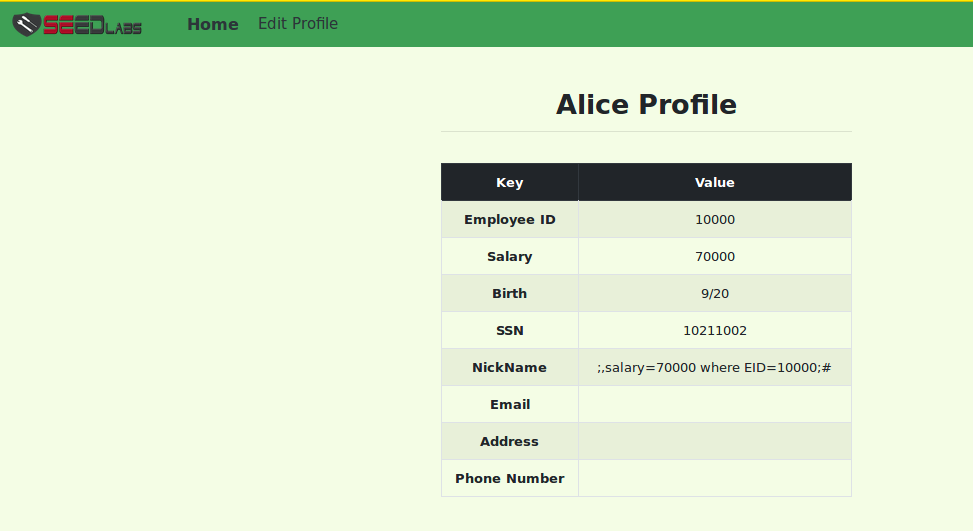 SEEDLABS Home Edit Profile
Alice Profile
Key Value
Employee ID 10000
Salary 70000
Birth 9/20
SSN 10211002
NickName ;,salary=70000 where EID=10000;#
Email
Address
Phone Number